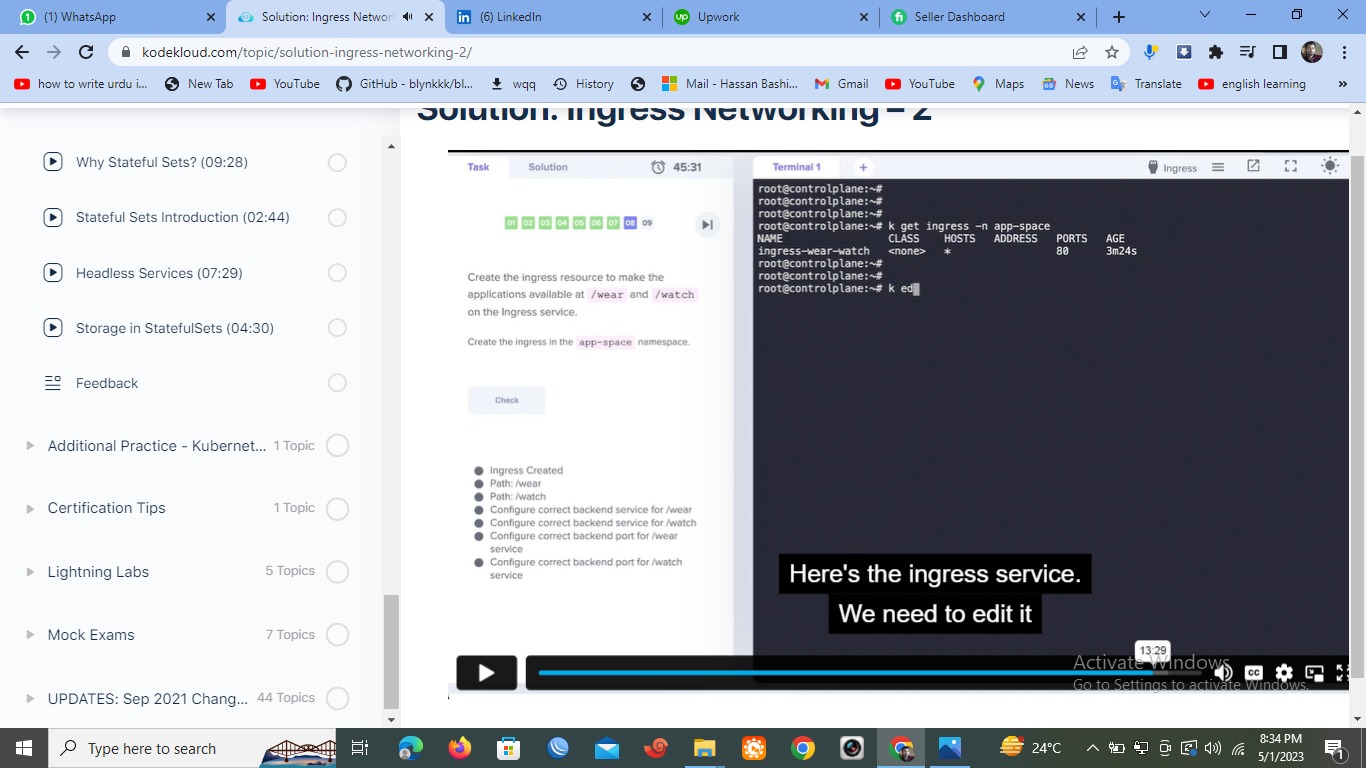 (1) WhatsApp
Solution: Ingress Networ
(6) LinkedIn
Upwork
Seller Dashboard
kodekloud.com/topic/solution-ingress-networking-2/
how to write urdu i...
New Tab
YouTube
GitHub - blynkk/bl...
wqq
History
Mail - Hassan Bashi...
Gmail
YouTube
Maps
News
Translate
english learning
»
Solution: Ingress Networking – 2
Why Stateful Sets? (09:28)
Stateful Sets Introduction (02:44)
Headless Services (07:29)
Storage in StatefulSets (04:30)
Feedback
Additional Practice - Kubernet... 1 Topic
Certification Tips 1 Topic
Lightning Labs 5 Topics
Mock Exams 7 Topics
UPDATES: Sep 2021 Chang... 44 Topics
Task Solution 45:31
01 02 03 04 05 06 07 08 09
Create the ingress resource to make the
applications available at /wear and /watch
on the Ingress service.
Create the ingress in the app-space namespace.
Check
Ingress Created
Path: /wear
Path: /watch
Configure correct backend service for /wear
Configure correct backend service for /watch
Configure correct backend port for /wear
service
Configure correct backend port for /watch
service
Terminal 1 + Ingress
root@controlplane:~#
root@controlplane:~#
root@controlplane:~#
root@controlplane:~# k get ingress -n app-space
NAME CLASS HOSTS ADDRESS PORTS AGE
ingress-wear-watch <none> * 80 3m24s
root@controlplane:~#
root@controlplane:~#
root@controlplane:~# k ed
Here's the ingress service.
We need to edit it
13:29
CC
Activate Windows
Go to Settings to activate Windows.
Type here to search
24°C
8:34 PM
5/1/2023
1